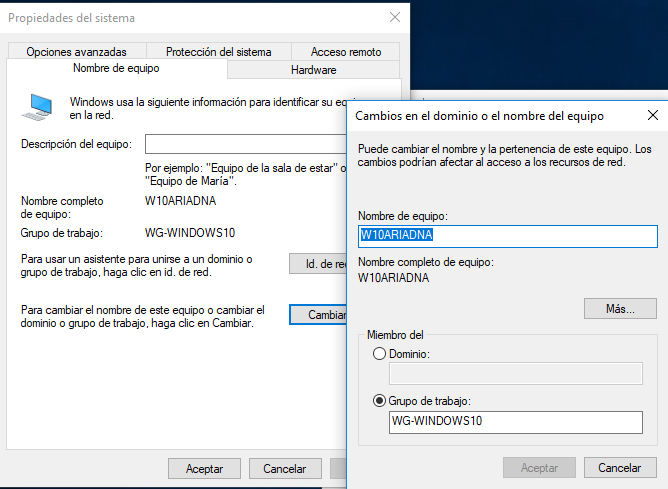 Propiedades del sistema
Opciones avanzadas
Protección del sistema
Acceso remoto
Nombre de equipo
Hardware
Windows usa la siguiente información para identificar su
en la red.
Descripción del equipo:
Por ejemplo: "Equipo de la sala de estar" o
"Equipo de María".
Nombre completo
de equipo:
W10ARIADNA
Grupo de trabajo:
WG-WINDOWS10
Para usar un asistente para unirse a un dominio o
grupo de trabajo, haga clic en id. de red.
Id. de
Para cambiar el nombre de este equipo o cambiar el
dominio o grupo de trabajo, haga clic en Cambiar.
Cambiar
Aceptar
Cancelar
Cambios en el dominio o el nombre del equipo
Puede cambiar el nombre y la pertenencia de este equipo. Los
cambios podrían afectar al acceso a los recursos de red.
Nombre de equipo:
W10ARIADNA
Nombre completo de equipo:
W10ARIADNA
Más...
Miembro del
Dominio:
Grupo de trabajo:
WG-WINDOWS10
Aceptar
Cancelar